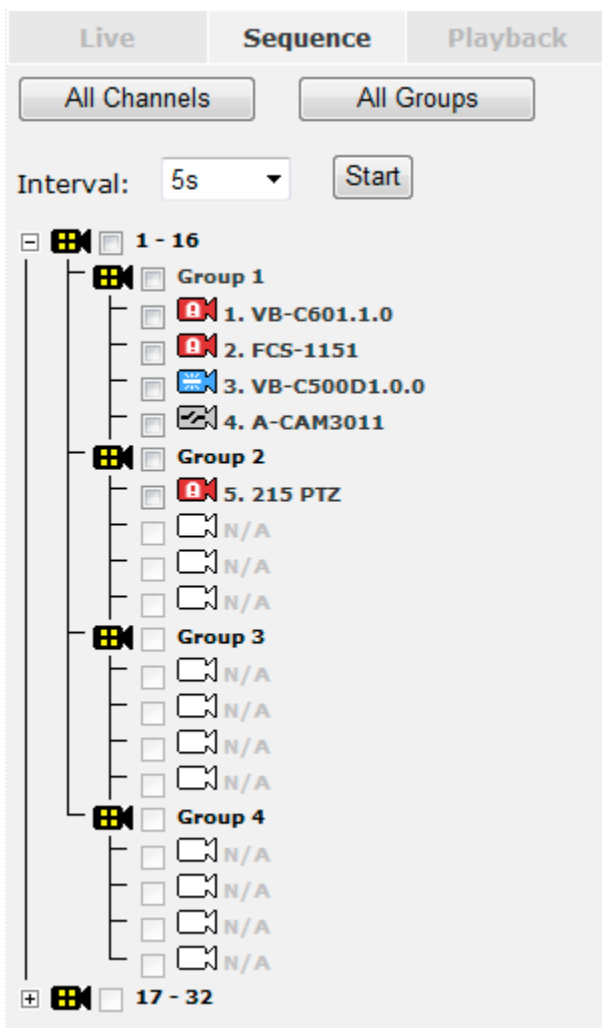 Live Sequence Playback
All Channels All Groups
Interval: 5s Start
1 - 16
Group 1
1. VB-C601.1.0
2. FCS-1151
3. VB-C500D1.0.0
4. A-CAM3011
Group 2
5. 215 PTZ
N/A
N/A
N/A
Group 3
N/A
N/A
N/A
N/A
Group 4
N/A
N/A
N/A
N/A
17 - 32